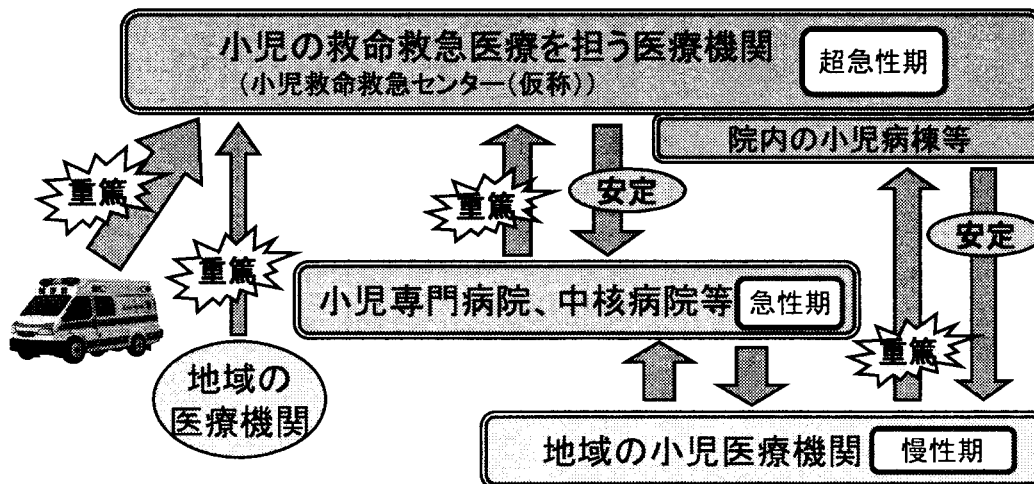 小児の救命救急医療を担う医療機関
超急性期
(小児救命救急センター(仮称))
院内の小児病棟等
重篤
重篤
安定
安定
重篤
小児専門病院、中核病院等
急性期
重篤
地域の
医療機関
地域の小児医療機関
慢性期